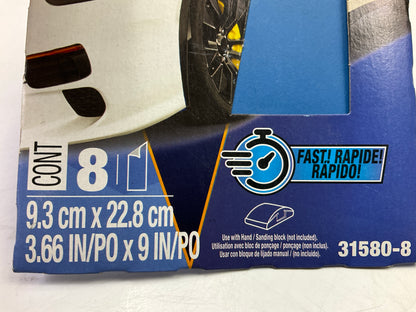 CONT 8
FAST! RAPIDE!
RÁPIDO!
9.3 cm x 22.8 cm
3.66 IN/PO x 9 IN/PO
Use with Hand / Sanding block (not included).
Utilisation avec bloc de ponçage / ponçage (non inclus).
Usar con bloque de lijado manual / (no incluido).
31580-8